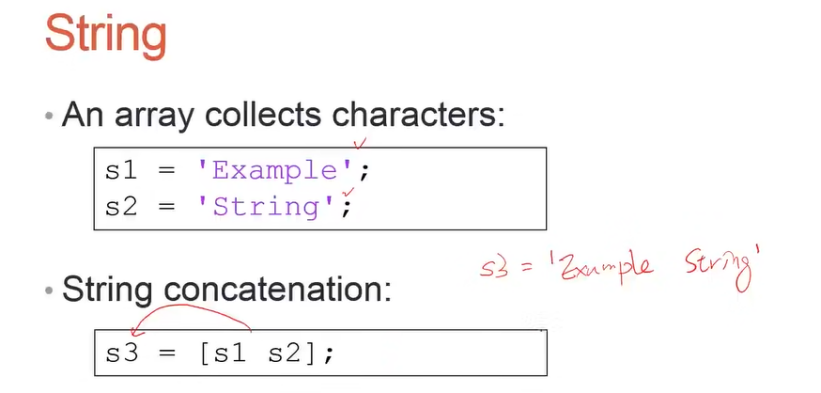 String
• An array collects characters:
s1 = 'Example';
s2 = 'String';
s3 = 'Example String'
• String concatenation:
s3 = [s1 s2];